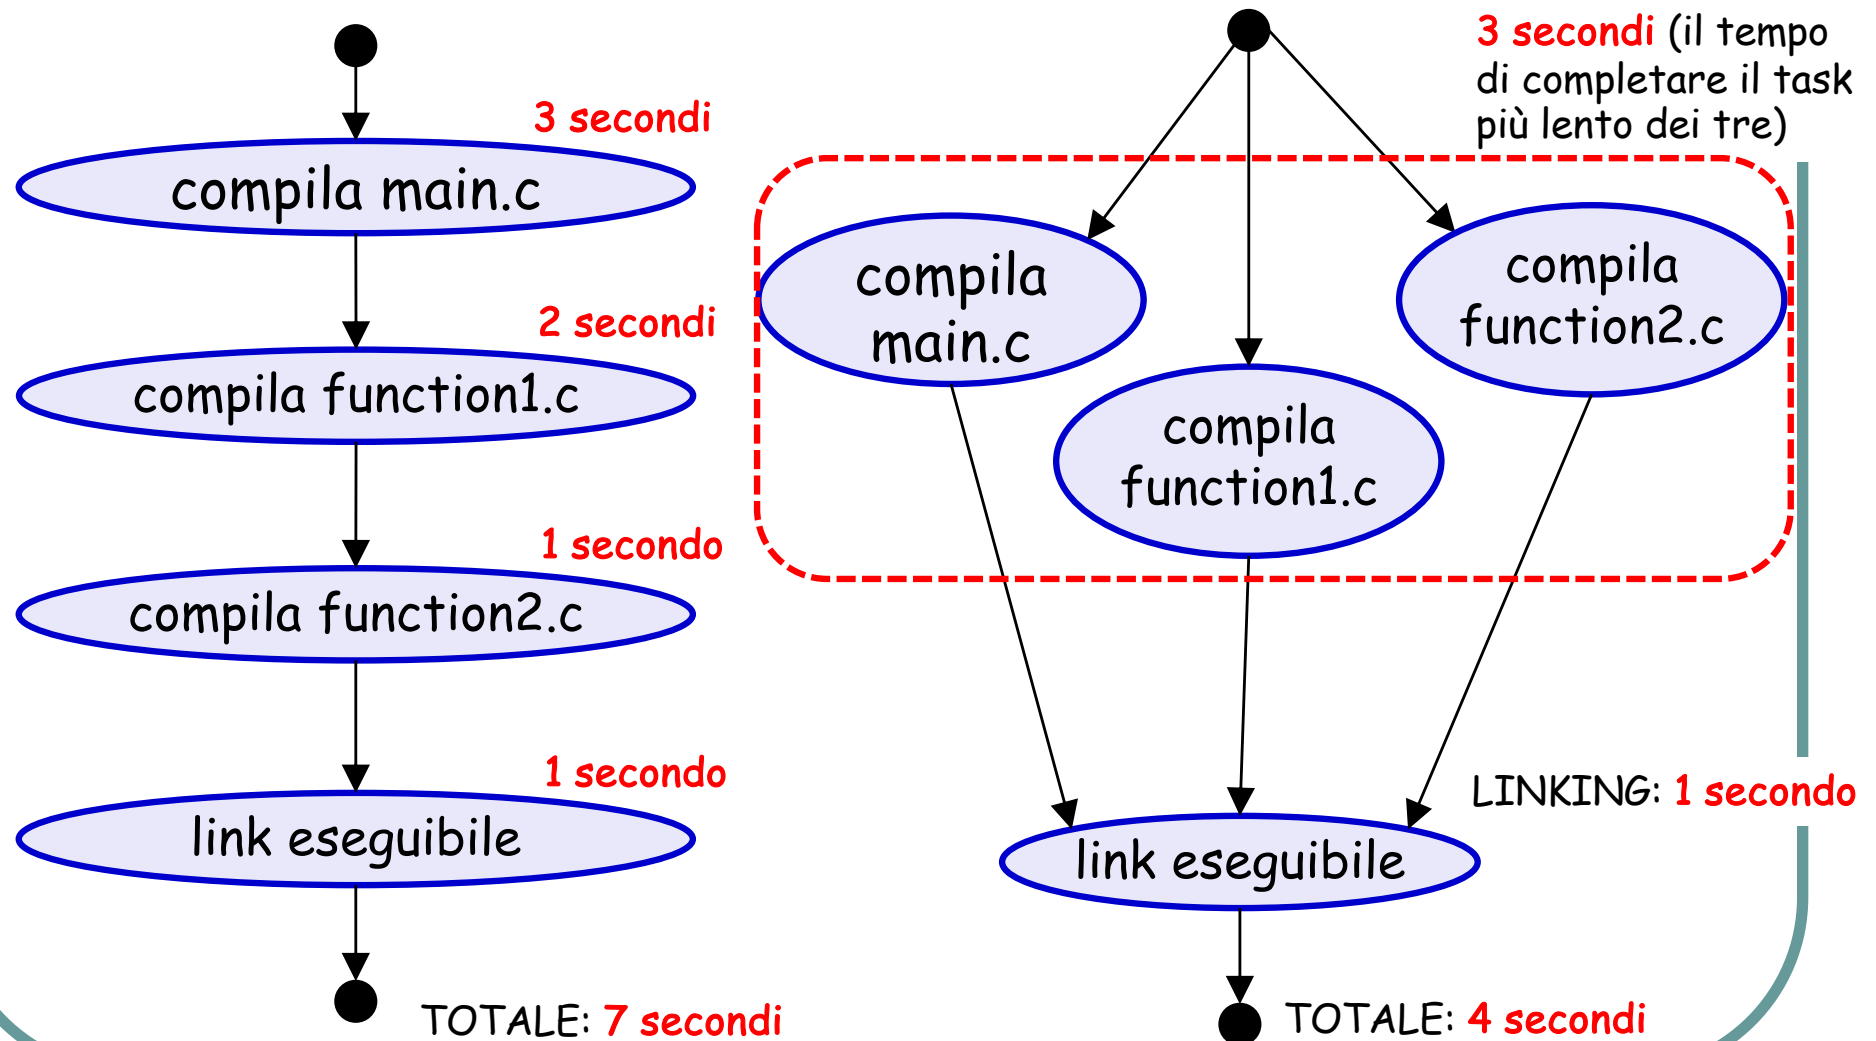 3 secondi
compila main.c
2 secondi
compila function1.c
1 secondo
compila function2.c
1 secondo
link eseguibile
TOTALE: 7 secondi
3 secondi (il tempo
di completare il task
più lento dei tre)
compila
main.c
compila
function1.c
compila
function2.c
LINKING: 1 secondo
link eseguibile
TOTALE: 4 secondi